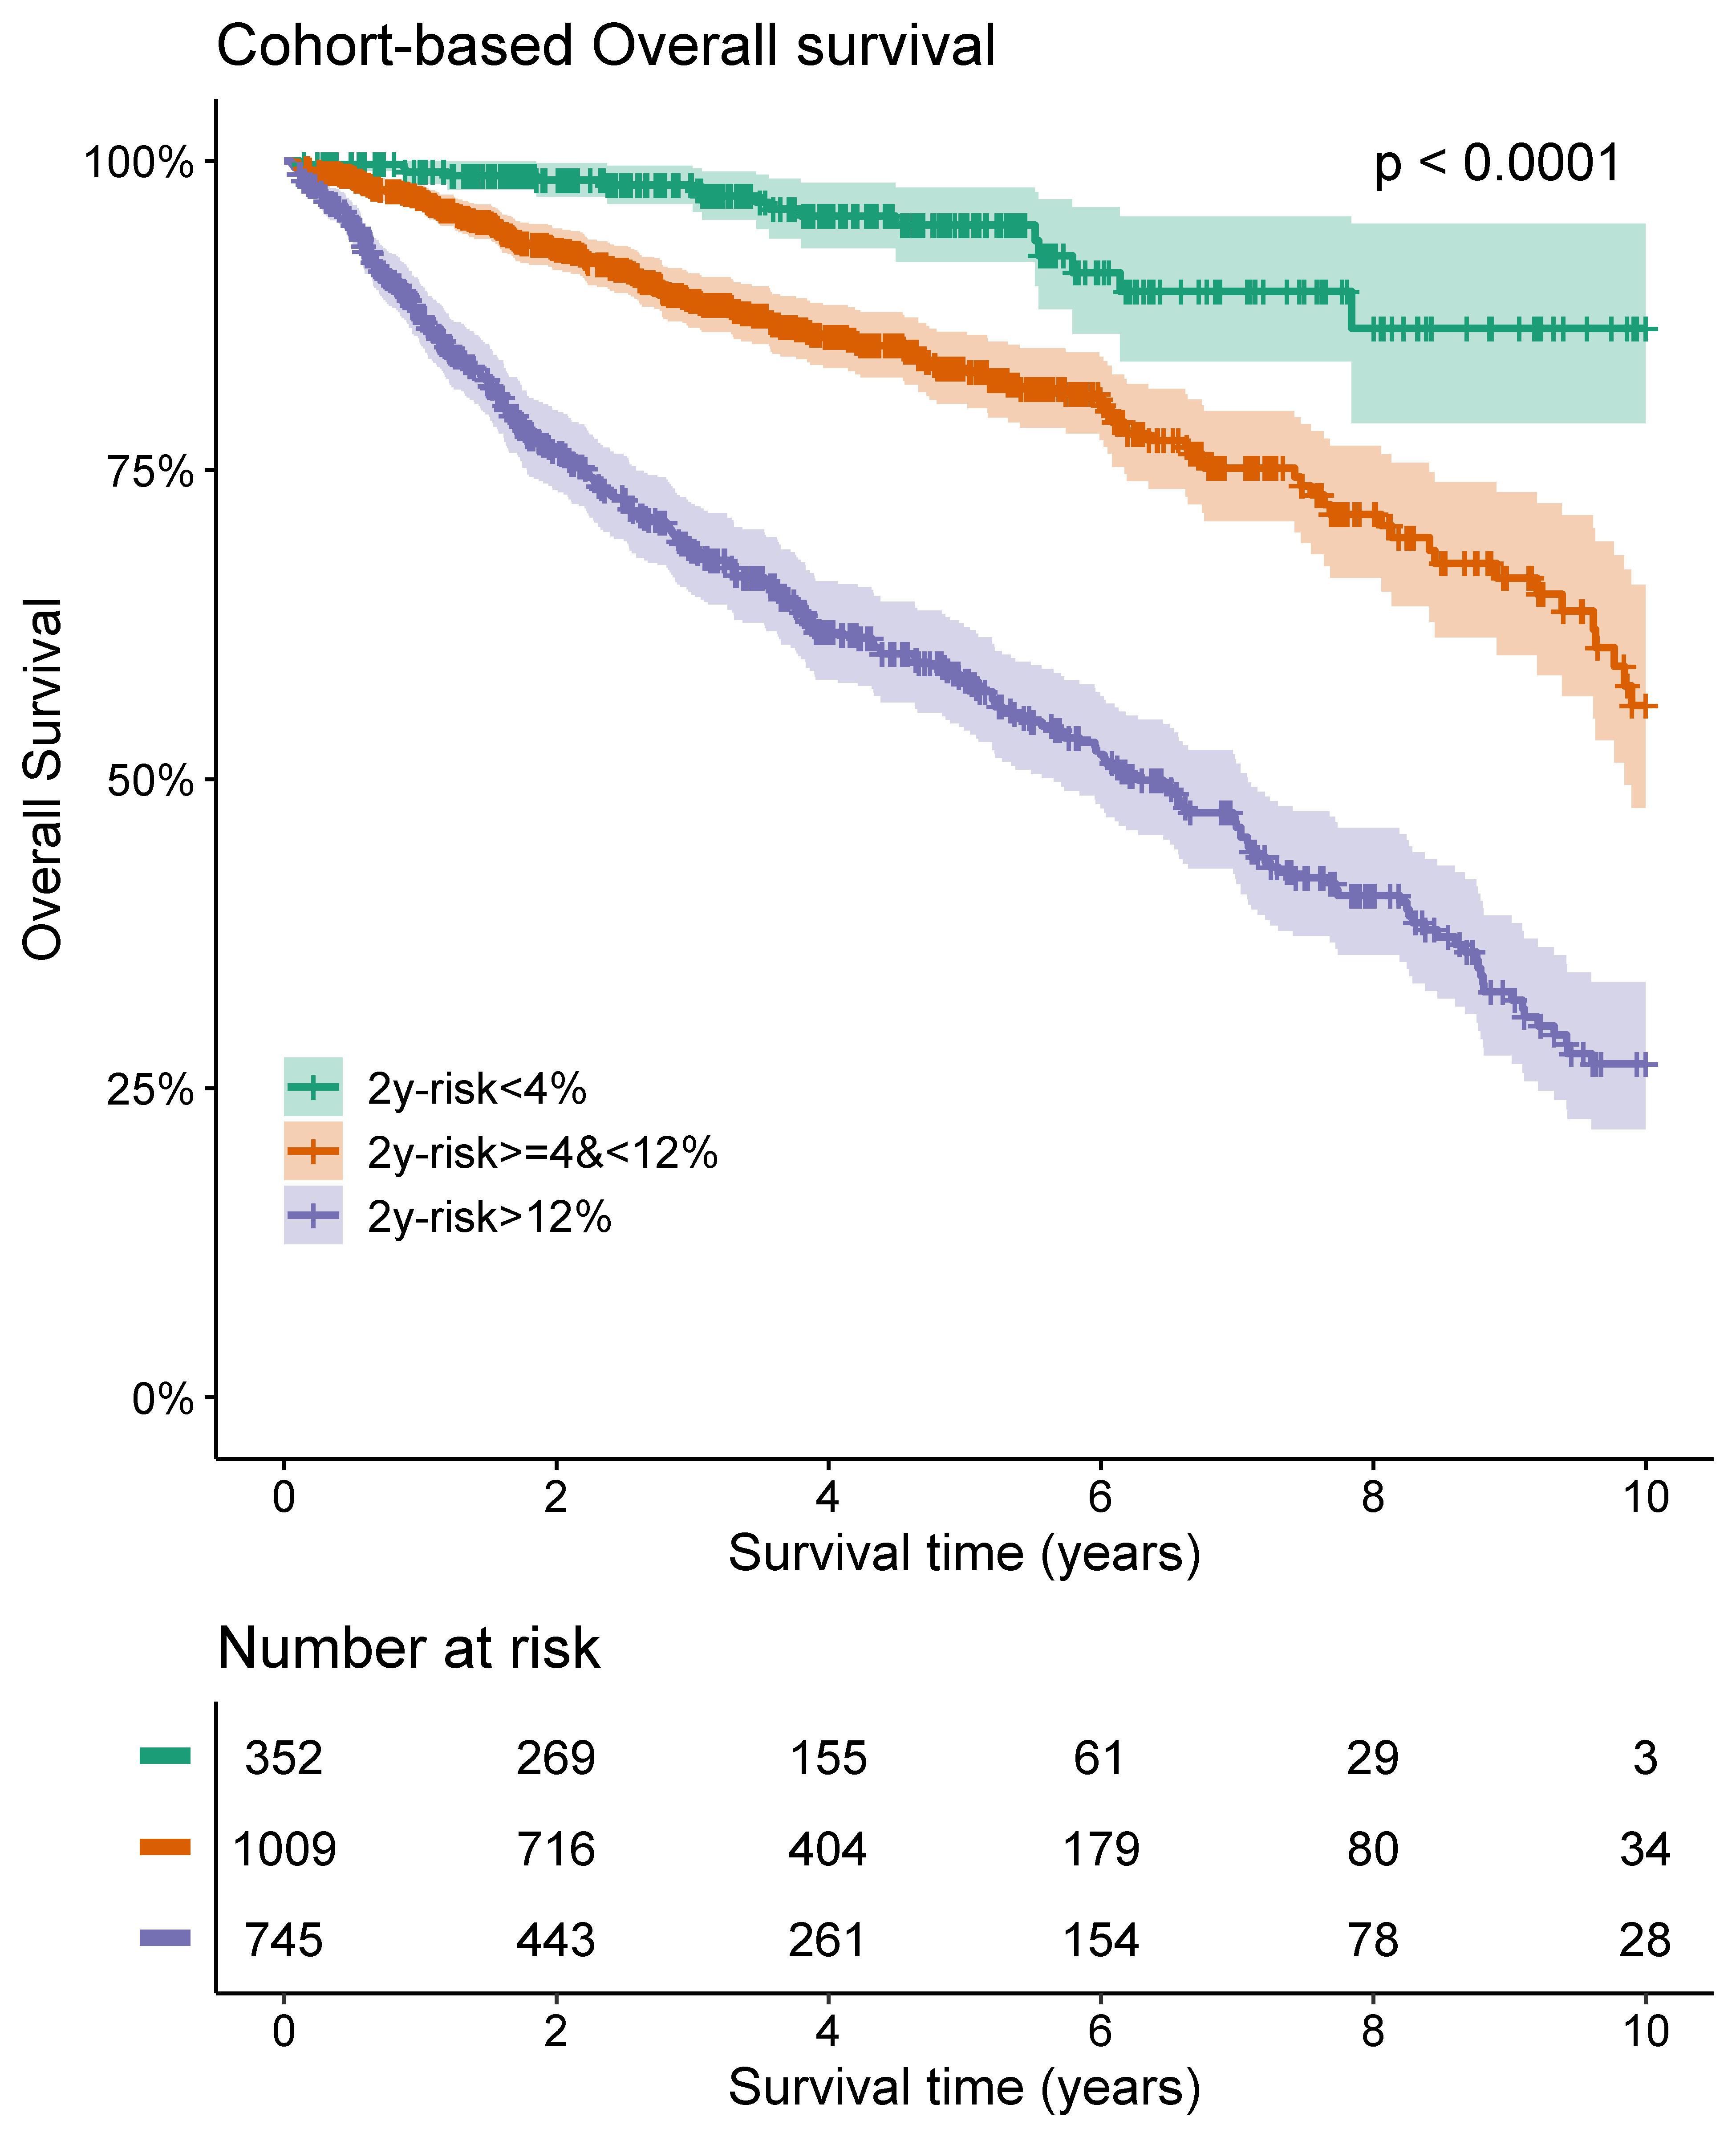 Cohort-based Overall survival
p < 0.0001
100%
75%
50%
25%
0%
Overall Survival
2y-risk<4%
2y-risk>=4&<12%
2y-risk>12%
0 2 4 6 8 10
Survival time (years)
Number at risk
352 269 155 61 29 3
1009 716 404 179 80 34
745 443 261 154 78 28
0 2 4 6 8 10
Survival time (years)